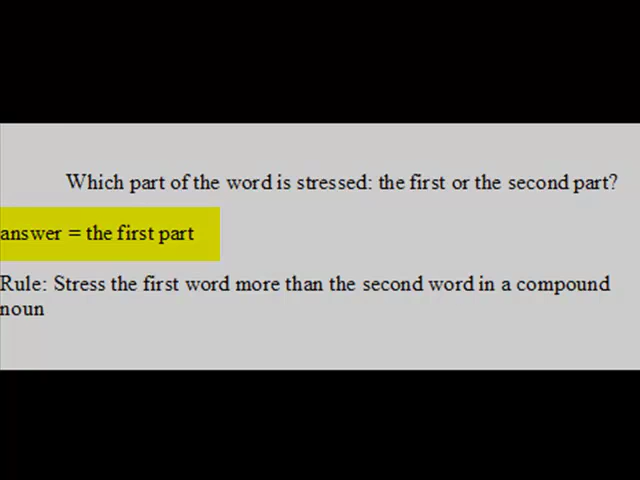 Which part of the word is stressed: the first or the second part?
answer = the first part
Rule: Stress the first word more than the second word in a compound
noun